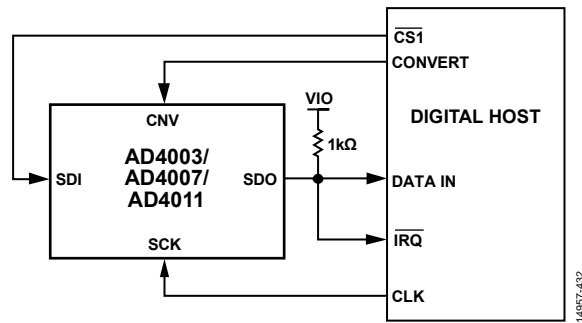 CS1
CONVERT
VIO
DIGITAL HOST
CNV
1kΩ
AD4003/
AD4007/
AD4011
SDI
SDO
DATA IN
SCK
IRQ
CLK
14957-432